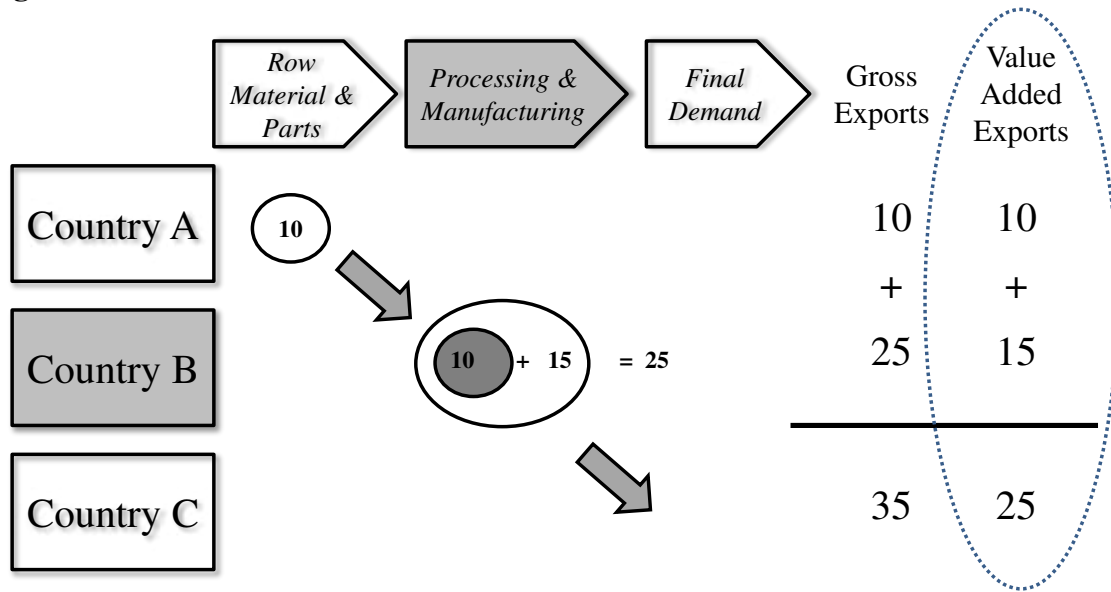 Row
Material &
Parts
Processing &
Manufacturing
Final
Demand
Gross
Exports
Value
Added
Exports
Country A
10
10
10
+
+
Country B
10 + 15 = 25
25
15
Country C
35
25